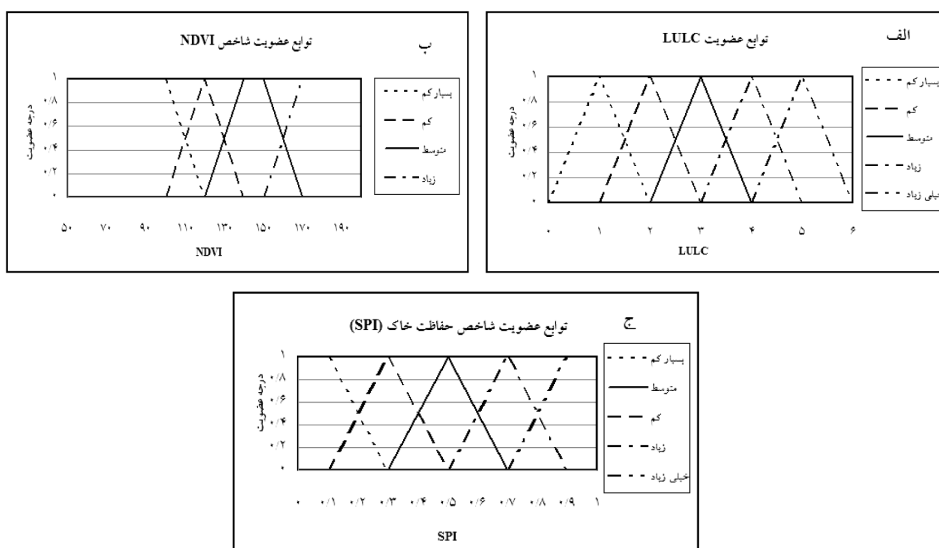 الف
توابع عضویت LULC
درجه عضویت
۱
۰/۸
۰/۶
۰/۴
۰/۲
۰
۰ ۱ ۲ ۳ ۴ ۵ ۶
LULC
بسیار کم
کم
متوسط
زیاد
خیلی زیاد
ب
توابع عضویت شاخص NDVI
درجه عضویت
۱
۰/۸
۰/۶
۰/۴
۰/۲
۰
۵۰ ۷۰ ۹۰ ۱۱۰ ۱۳۰ ۱۵۰ ۱۷۰ ۱۹۰
NDVI
بسیار کم
کم
متوسط
زیاد
ج
توابع عضویت شاخص حفاظت خاک (SPI)
درجه عضویت
۱
۰/۸
۰/۶
۰/۴
۰/۲
۰
۰ ۰/۱ ۰/۲ ۰/۳ ۰/۴ ۰/۵ ۰/۶ ۰/۷ ۰/۸ ۰/۹ ۱
SPI
بسیار کم
متوسط
کم
زیاد
خیلی زیاد